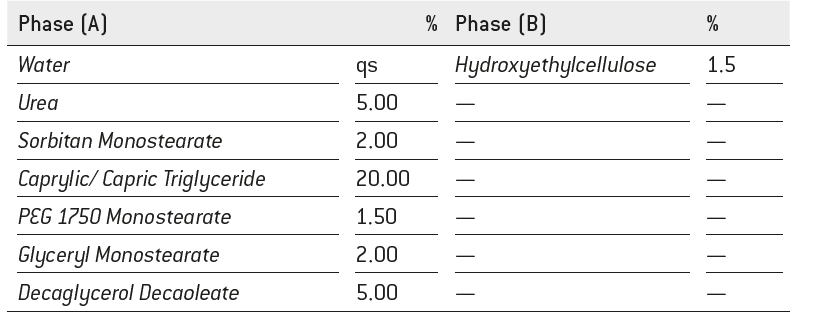 Phase (A) % Phase (B) %
Water qs Hydroxyethylcellulose 1.5
Urea 5.00 — —
Sorbitan Monostearate 2.00 — —
Caprylic/ Capric Triglyceride 20.00 — —
PEG 1750 Monostearate 1.50 — —
Glyceryl Monostearate 2.00 — —
Decaglycerol Decaoleate 5.00 — —